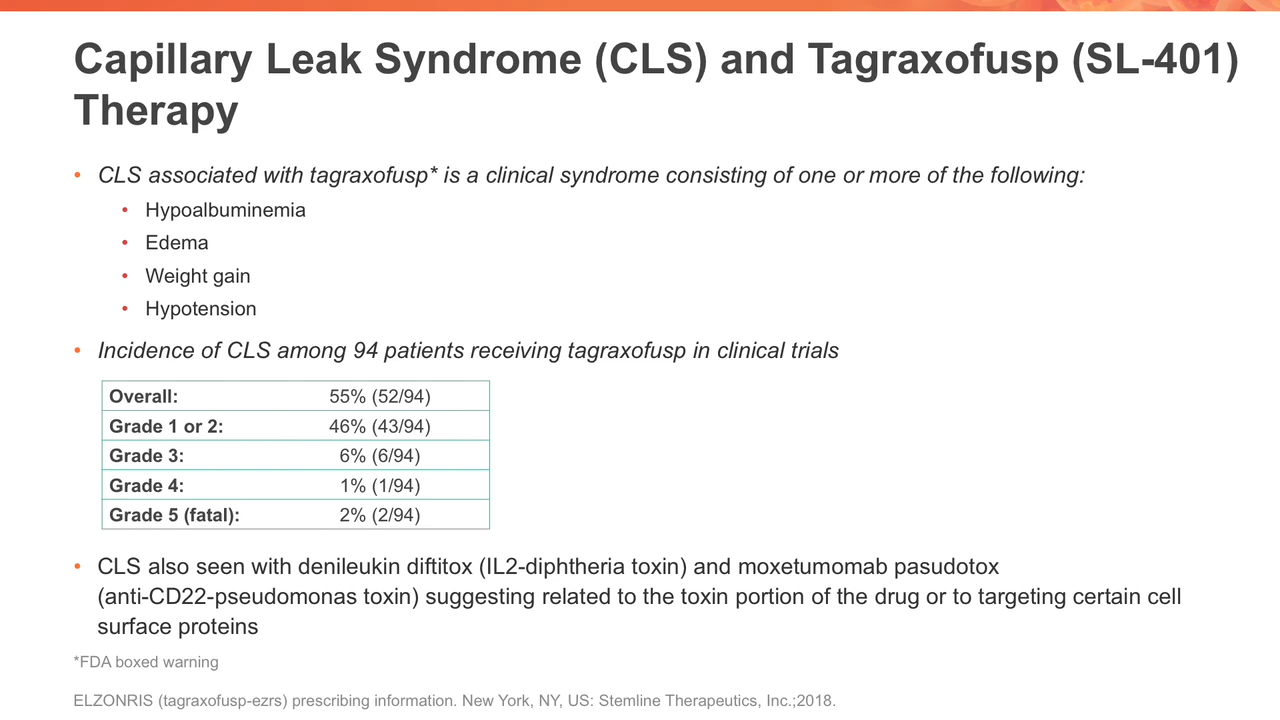 Capillary Leak Syndrome (CLS) and Tagraxofusp (SL-401)
Therapy
• CLS associated with tagraxofusp* is a clinical syndrome consisting of one or more of the following:
• Hypoalbuminemia
• Edema
• Weight gain
• Hypotension
• Incidence of CLS among 94 patients receiving tagraxofusp in clinical trials
Overall: 55% (52/94)
Grade 1 or 2: 46% (43/94)
Grade 3: 6% (6/94)
Grade 4: 1% (1/94)
Grade 5 (fatal): 2% (2/94)
• CLS also seen with denileukin diftitox (IL2-diphtheria toxin) and moxetumomab pasudotox
(anti-CD22-pseudomonas toxin) suggesting related to the toxin portion of the drug or to targeting certain cell
surface proteins
*FDA boxed warning
ELZONRIS (tagraxofusp-ezrs) prescribing information. New York, NY, US: Stemline Therapeutics, Inc.;2018.